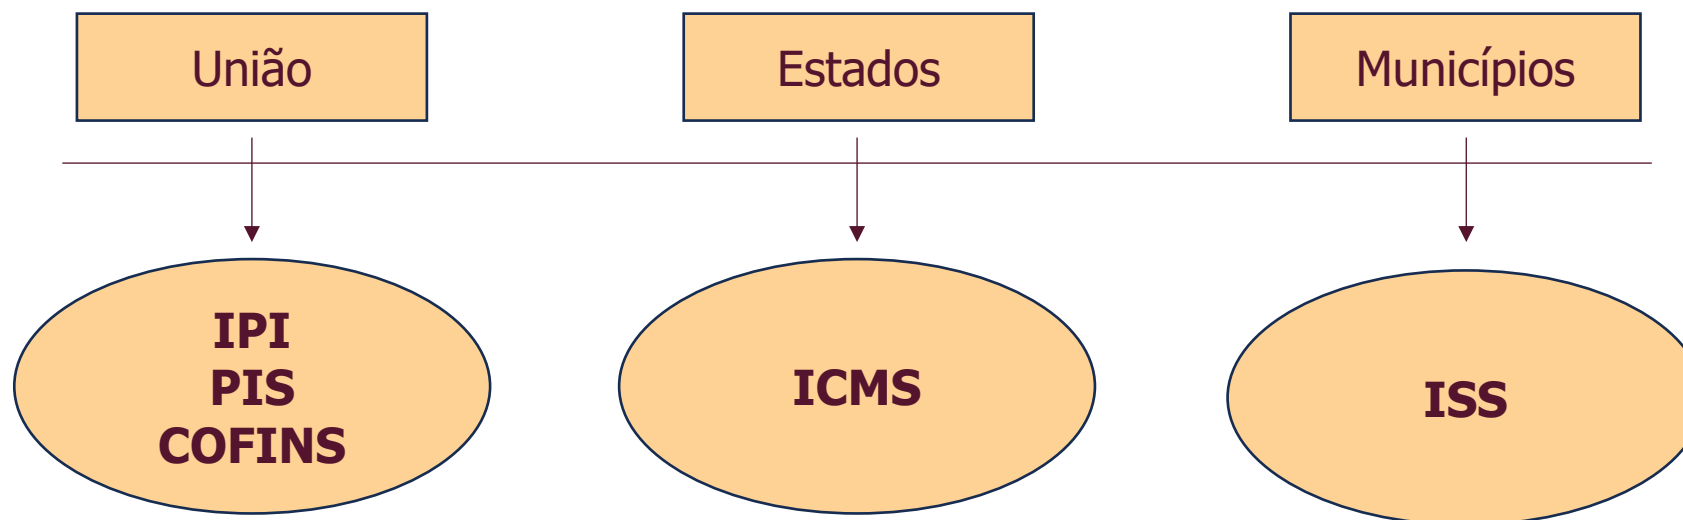 União
Estados
Municípios
IPI
PIS
COFINS
ICMS
ISS